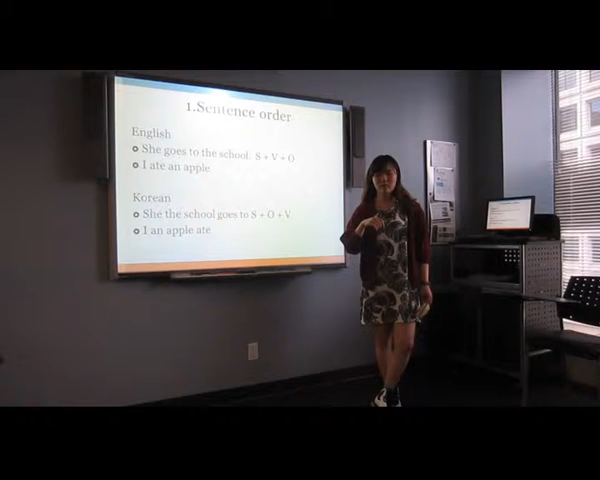 1.Sentence order
English
She goes to the school. S + V + O
I ate an apple
Korean
She the school goes to S + O + V
I an apple ate